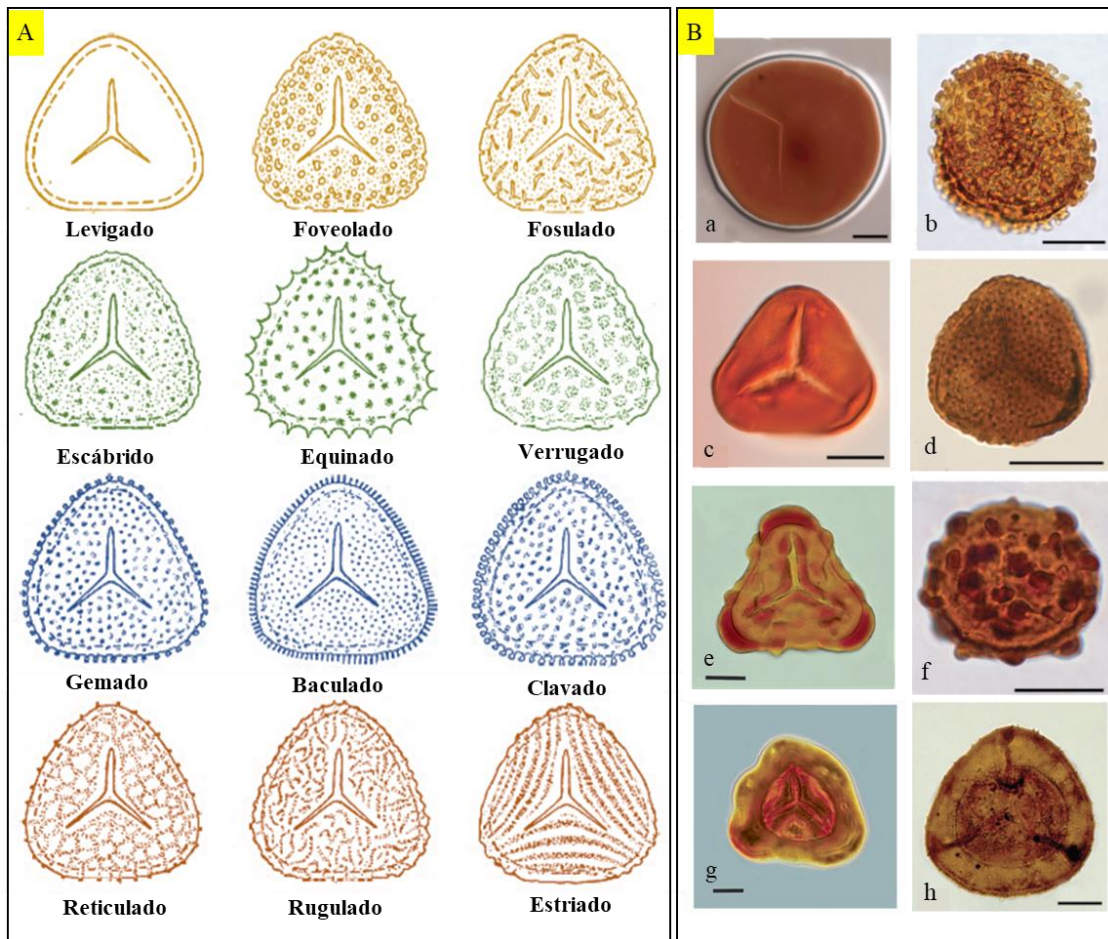 A
Levigado Foveolado Fosulado
Escábrido Equinado Verrugado
Gemado Baculado Clavado
Reticulado Rugulado Estriado
B
a b
c d
e f
g h